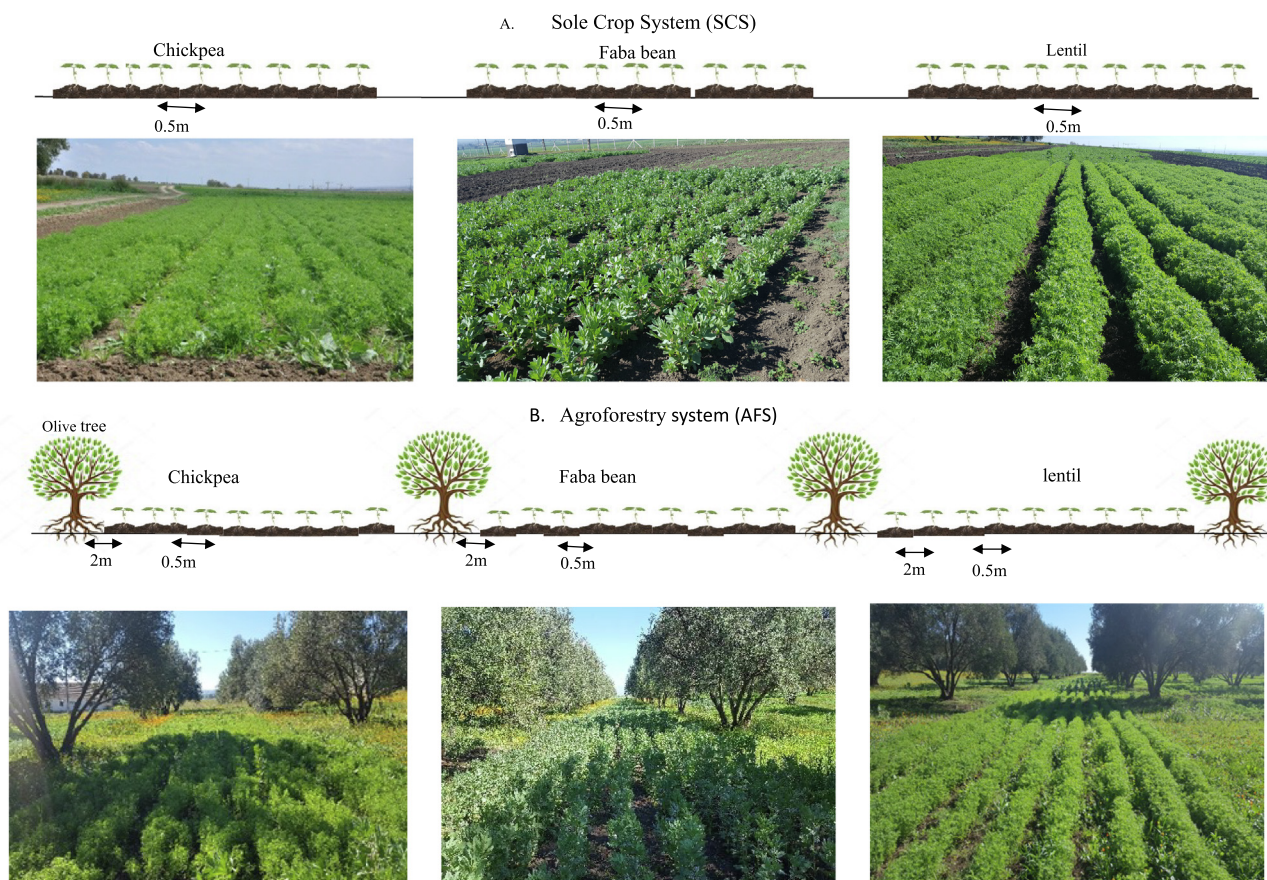 A. Sole Crop System (SCS)
Chickpea Faba bean Lentil
0.5m 0.5m 0.5m
B. Agroforestry system (AFS)
Olive tree
Chickpea Faba bean lentil
2m 0.5m 2m 0.5m 2m 0.5m